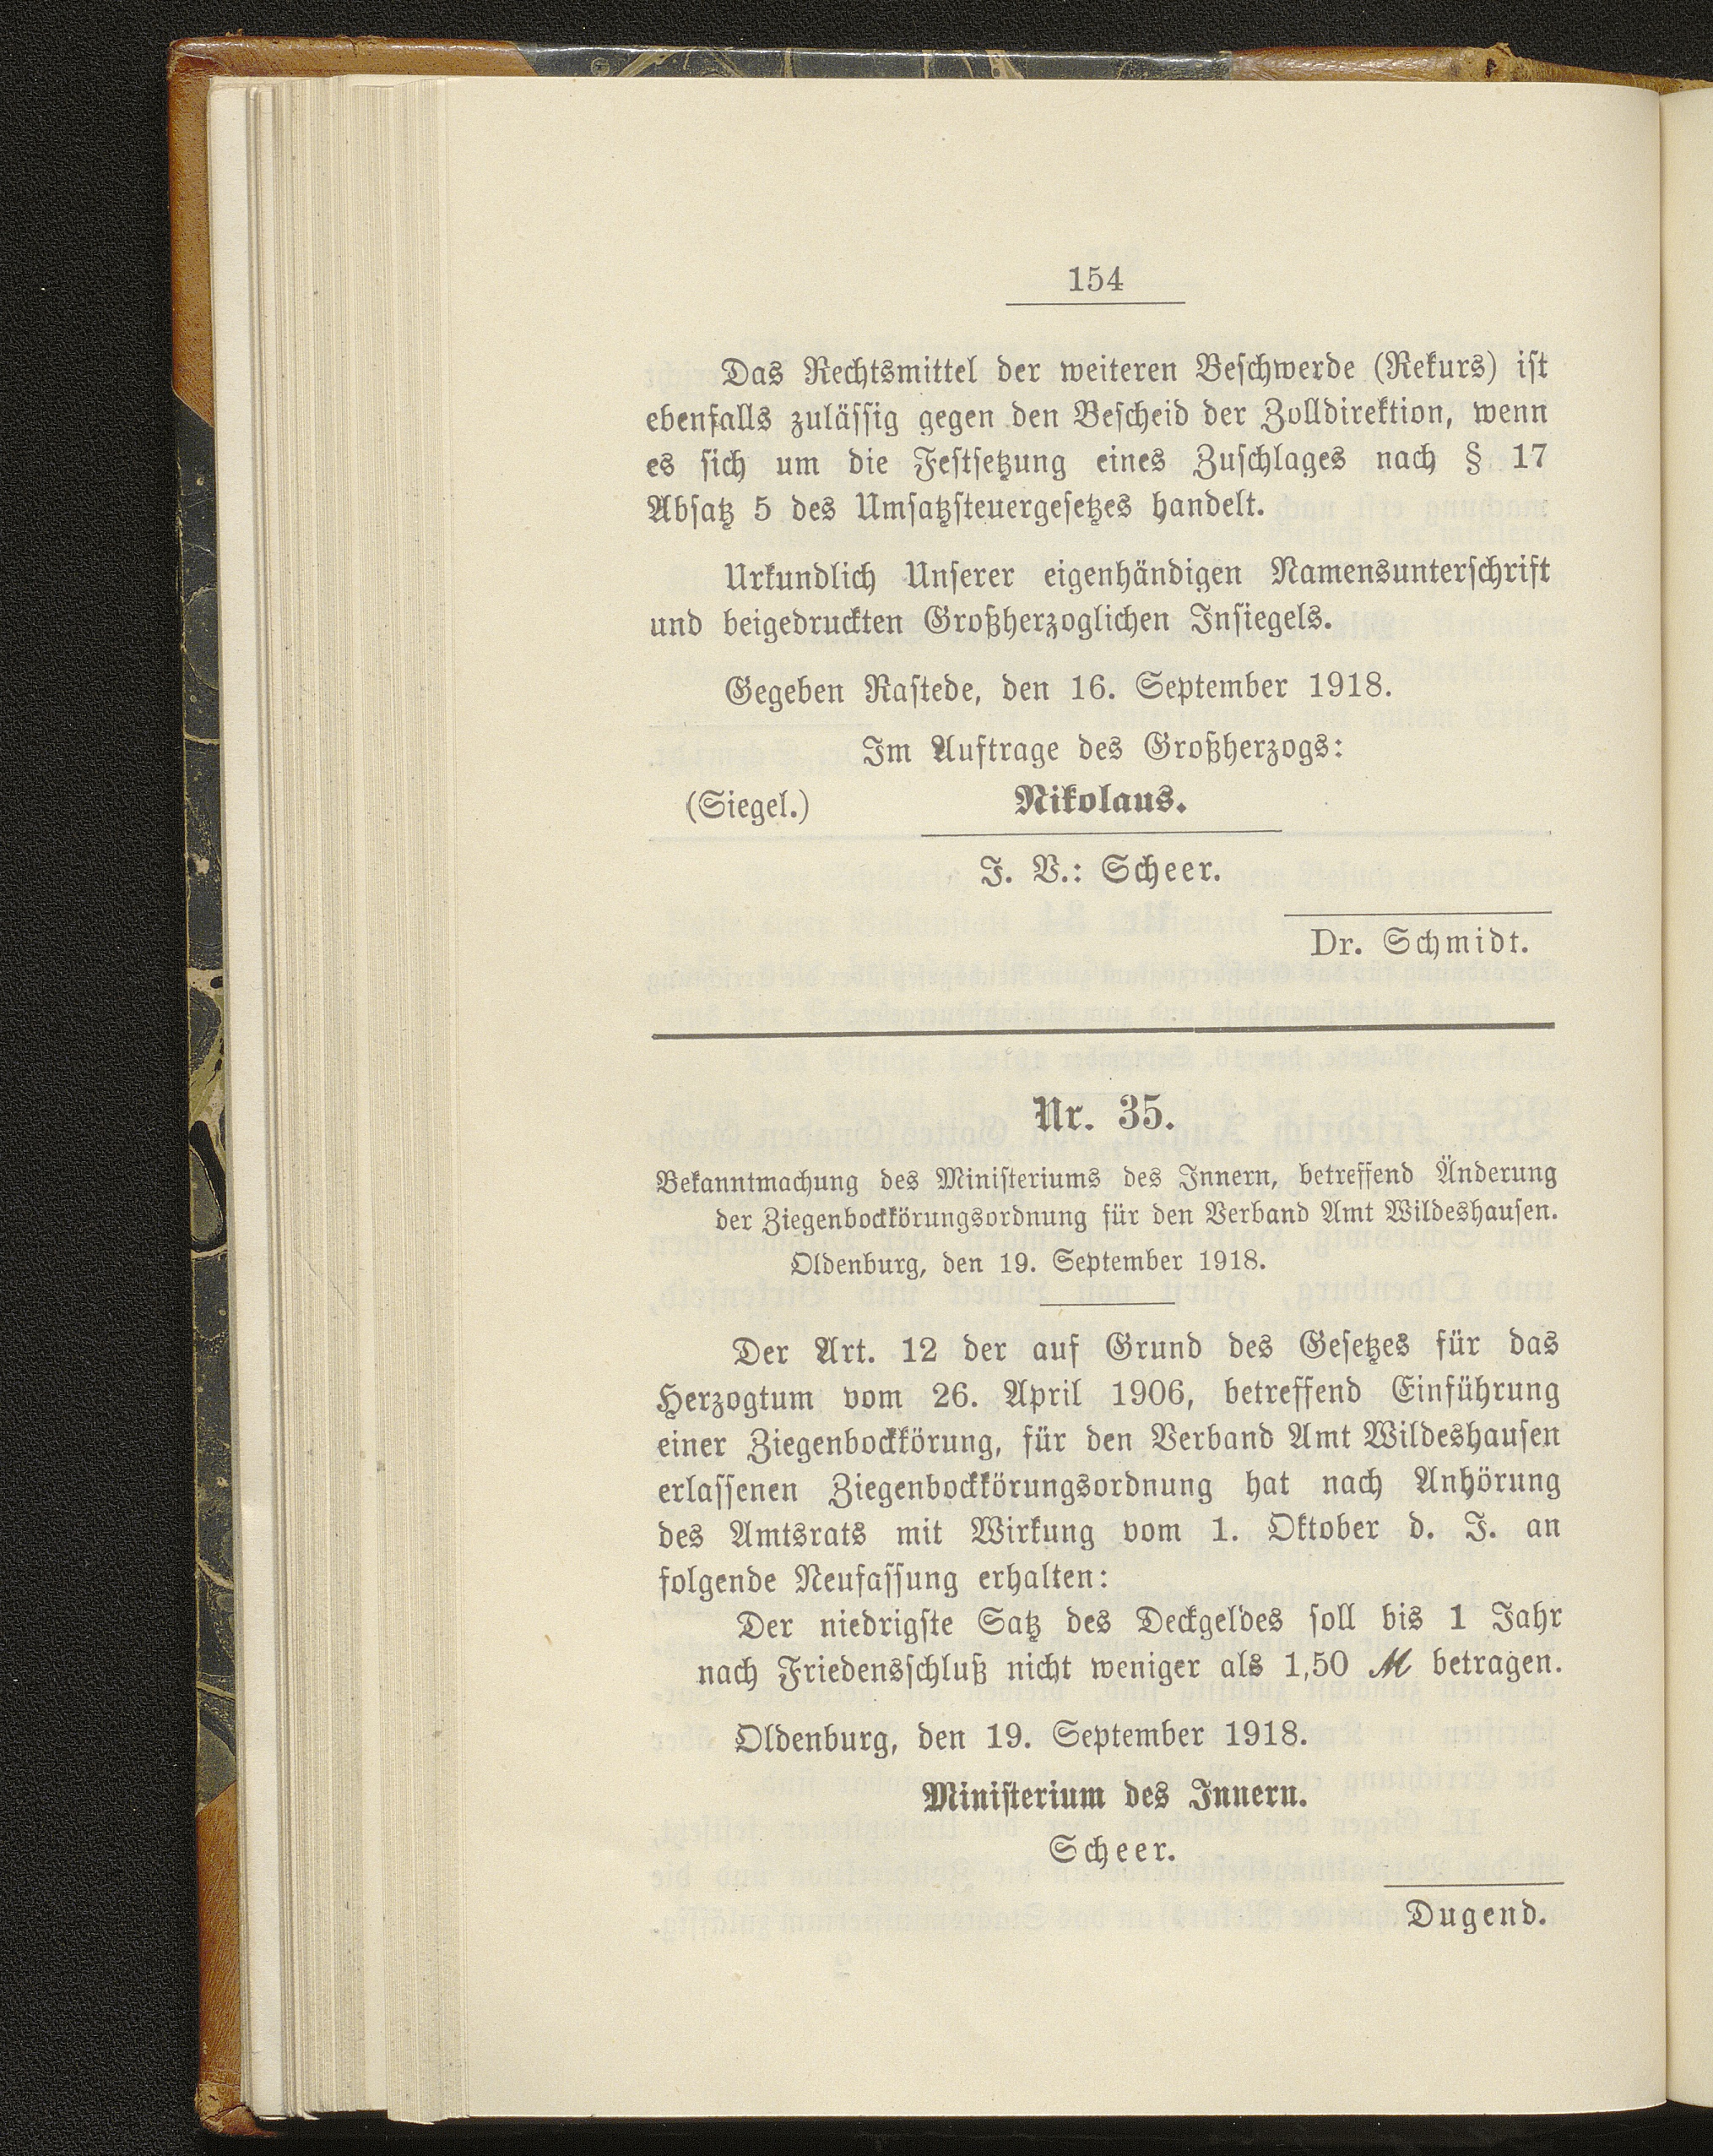 154
Das Rechtsmittel der weiteren Beschwerde (Rekurs) ist
ebenfalls zulässig gegen den Bescheid der Zolldirektion, wenn
es sich um die Festsetzung eines Zuschlages nach § 17
Absatz 5 des Umsatzsteuergesetzes handelt.
Urkundlich Unserer eigenhändigen Namensunterschrift
und beigedruckten Großherzoglichen Insiegels.
Gegeben Rastede, den 16. September 1918.
Im Auftrage des Großherzogs:
(Siegel.) Nikolaus.
J. V.: Scheer.
Dr. Schmidt.
Nr. 35.
Bekanntmachung des Ministeriums des Innern, betreffend Änderung
der Ziegenbockkörungsordnung für den Verband Amt Wildeshausen.
Oldenburg, den 19. September 1918.
Der Art. 12 der auf Grund des Gesetzes für das
Herzogtum vom 26. April 1906, betreffend Einführung
einer Ziegenbockkörung, für den Verband Amt Wildeshausen
erlassenen Ziegenbockkörungsordnung hat nach Anhörung
des Amtsrats mit Wirkung vom 1. Oktober d. J. an
folgende Neufassung erhalten:
Der niedrigste Satz des Deckgeldes soll bis 1 Jahr
nach Friedensschluß nicht weniger als 1,50 ℳ betragen.
Oldenburg, den 19. September 1918.
Ministerium des Innern.
Scheer.
Dugend.